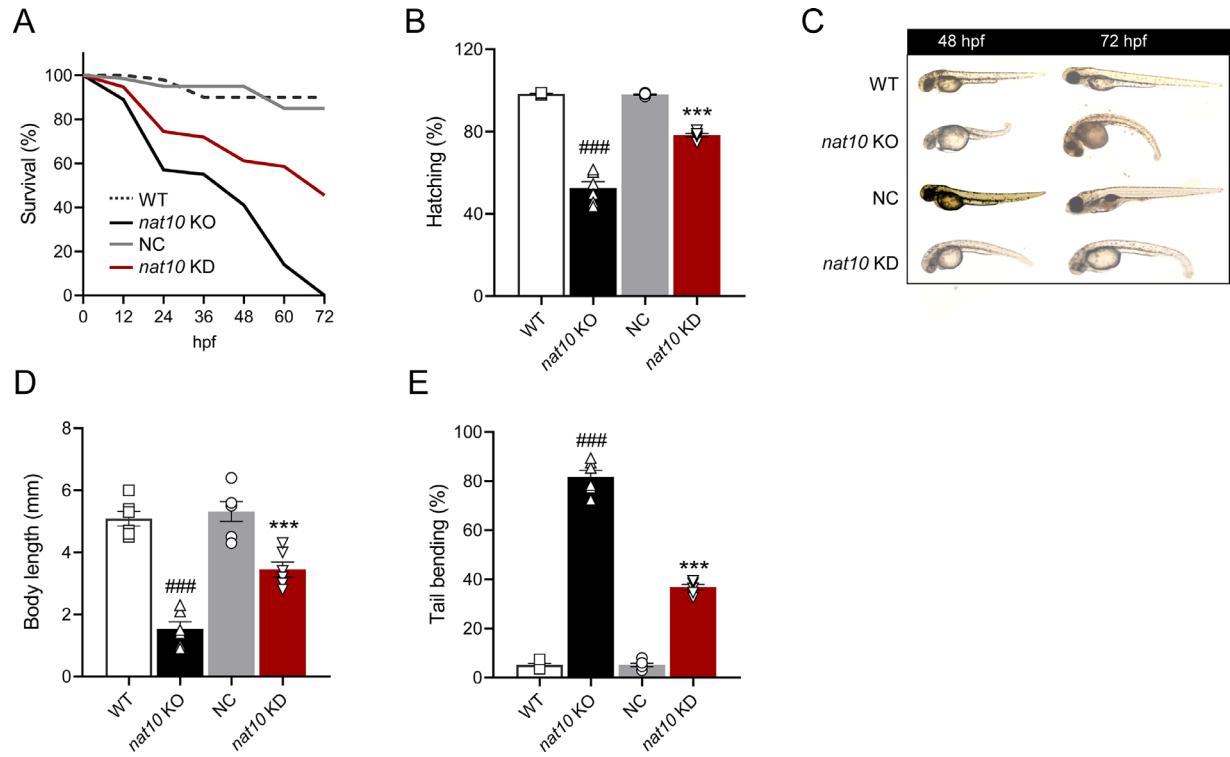 A
Survival (%)
100
80
60
40
20
0
WT
nat10 KO
NC
nat10 KD
0 12 24 36 48 60 72
hpf
B
Hatching (%)
120
80
40
0
###
***
WT
nat10 KO
NC
nat10 KD
C
48 hpf 72 hpf
WT
nat10 KO
NC
nat10 KD
D
Body length (mm)
8
6
4
2
0
###
***
WT
nat10 KO
NC
nat10 KD
E
Tail bending (%)
100
80
60
40
20
0
###
***
WT
nat10 KO
NC
nat10 KD